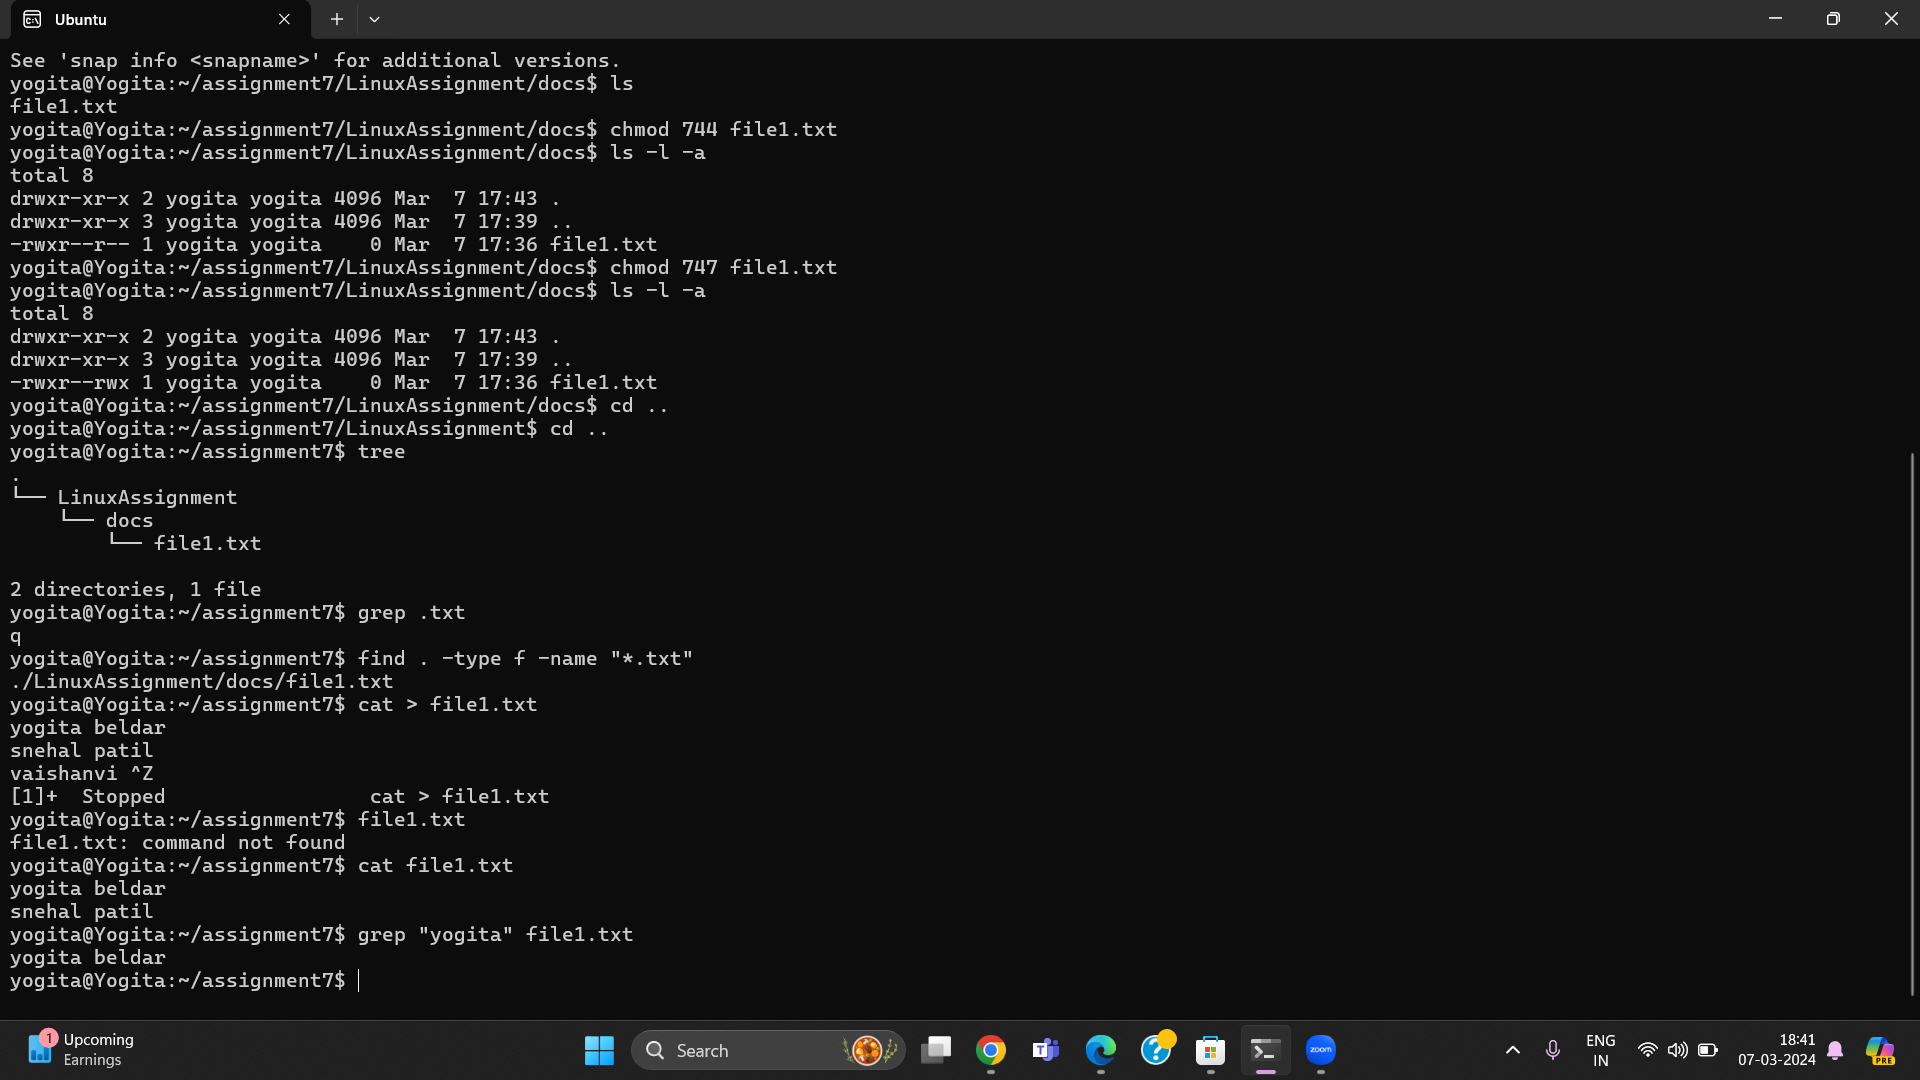 Ubuntu
See 'snap info <snapname>' for additional versions.
yogita@Yogita:~/assignment7/LinuxAssignment/docs$ ls
file1.txt
yogita@Yogita:~/assignment7/LinuxAssignment/docs$ chmod 744 file1.txt
yogita@Yogita:~/assignment7/LinuxAssignment/docs$ ls -l -a
total 8
drwxr-xr-x 2 yogita yogita 4096 Mar  7 17:43 .
drwxr-xr-x 3 yogita yogita 4096 Mar  7 17:39 ..
-rwxr--r-- 1 yogita yogita    0 Mar  7 17:36 file1.txt
yogita@Yogita:~/assignment7/LinuxAssignment/docs$ chmod 747 file1.txt
yogita@Yogita:~/assignment7/LinuxAssignment/docs$ ls -l -a
total 8
drwxr-xr-x 2 yogita yogita 4096 Mar  7 17:43 .
drwxr-xr-x 3 yogita yogita 4096 Mar  7 17:39 ..
-rwxr--rwx 1 yogita yogita    0 Mar  7 17:36 file1.txt
yogita@Yogita:~/assignment7/LinuxAssignment/docs$ cd ..
yogita@Yogita:~/assignment7/LinuxAssignment$ cd ..
yogita@Yogita:~/assignment7$ tree
.
└── LinuxAssignment
    └── docs
        └── file1.txt
2 directories, 1 file
yogita@Yogita:~/assignment7$ grep .txt
q
yogita@Yogita:~/assignment7$ find . -type f -name "*.txt"
./LinuxAssignment/docs/file1.txt
yogita@Yogita:~/assignment7$ cat > file1.txt
yogita beldar
snehal patil
vaishanvi ^Z
[1]+  Stopped                 cat > file1.txt
yogita@Yogita:~/assignment7$ file1.txt
file1.txt: command not found
yogita@Yogita:~/assignment7$ cat file1.txt
yogita beldar
snehal patil
yogita@Yogita:~/assignment7$ grep "yogita" file1.txt
yogita beldar
yogita@Yogita:~/assignment7$
1
Upcoming
Earnings
Search
zoom
ENG
IN
18:41
07-03-2024
PRE